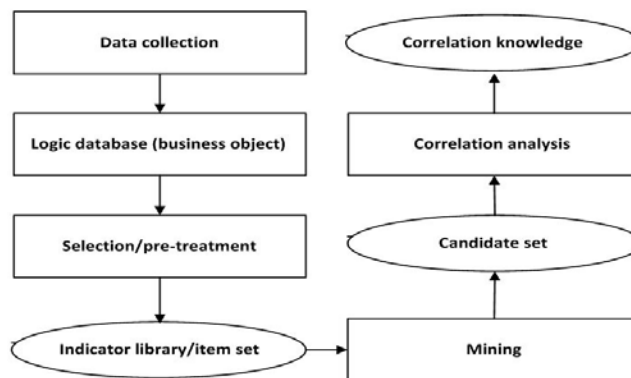 Data collection
Logic database (business object)
Selection/pre-treatment
Indicator library/item set
Mining
Candidate set
Correlation analysis
Correlation knowledge